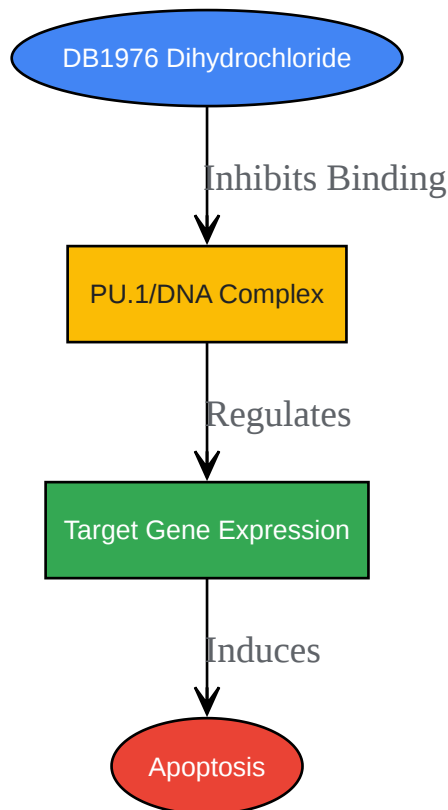 DB1976 Dihydrochloride
Inhibits Binding
PU.1/DNA Complex
Regulates
Target Gene Expression
Induces
Apoptosis